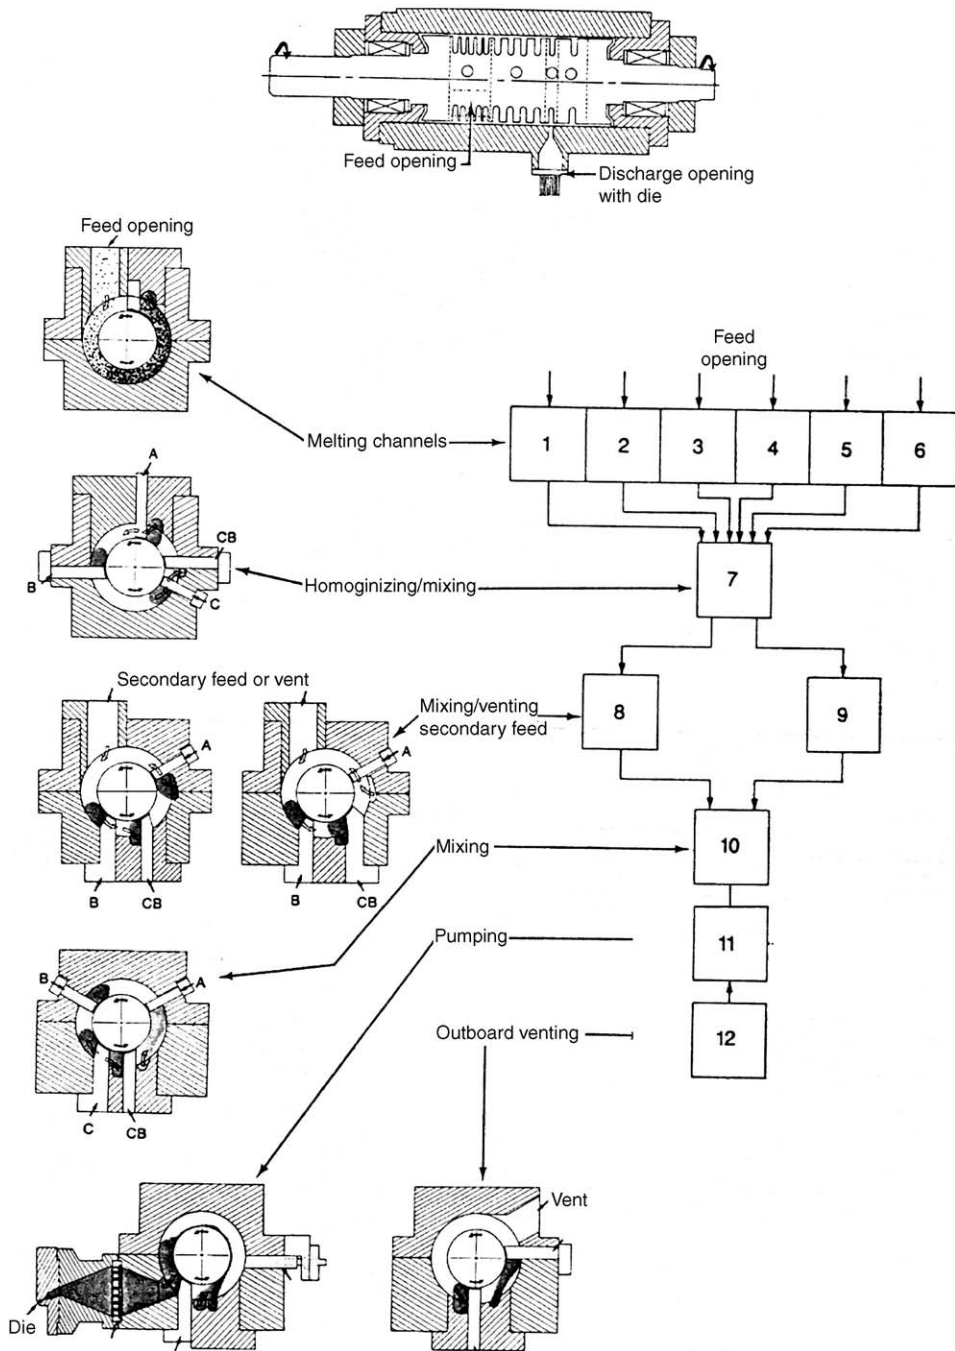 Feed opening
Discharge opening
with die
Feed opening
Feed
opening
Melting channels
1
2
3
4
5
6
A
CB
B
C
Homoginizing/mixing
7
Secondary feed or vent
A
B
CB
A
B
CB
Mixing/venting
secondary feed
8
9
Mixing
10
Pumping
11
B
A
C
CB
Outboard venting
12
Vent
Die